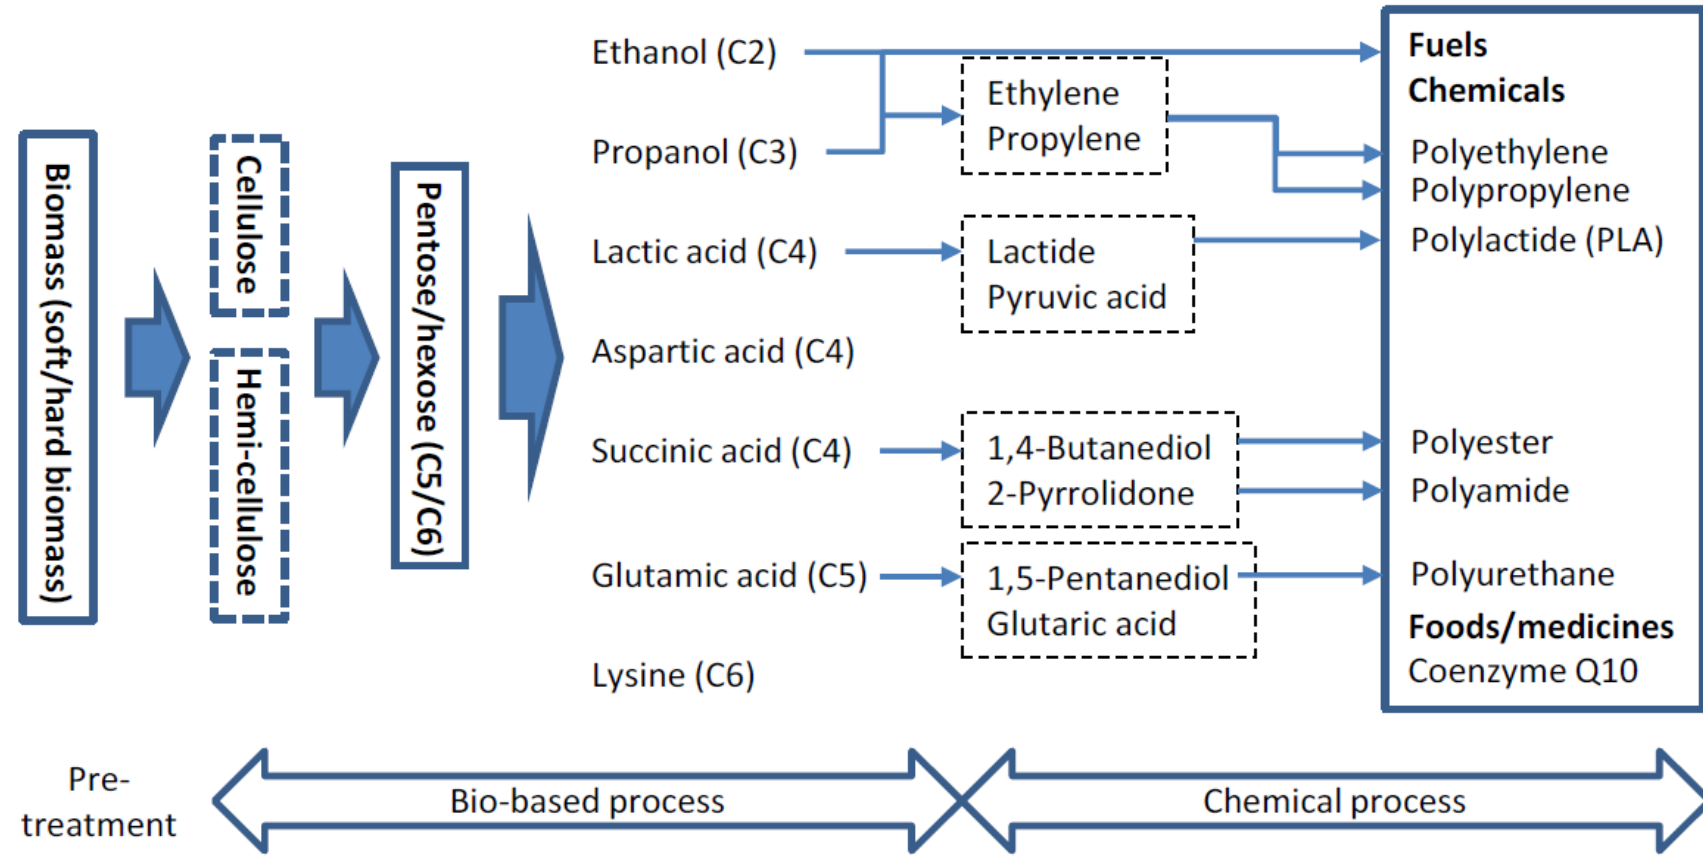 Biomass (soft/hard biomass)
Cellulose
Hemi-cellulose
Pentose/hexose (C5/C6)
Ethanol (C2)
Propanol (C3)
Lactic acid (C4)
Aspartic acid (C4)
Succinic acid (C4)
Glutamic acid (C5)
Lysine (C6)
Ethylene
Propylene
Lactide
Pyruvic acid
1,4-Butanediol
2-Pyrrolidone
1,5-Pentanediol
Glutaric acid
Fuels
Chemicals
Polyethylene
Polypropylene
Polylactide (PLA)
Polyester
Polyamide
Polyurethane
Foods/medicines
Coenzyme Q10
Pre-
treatment
Bio-based process
Chemical process